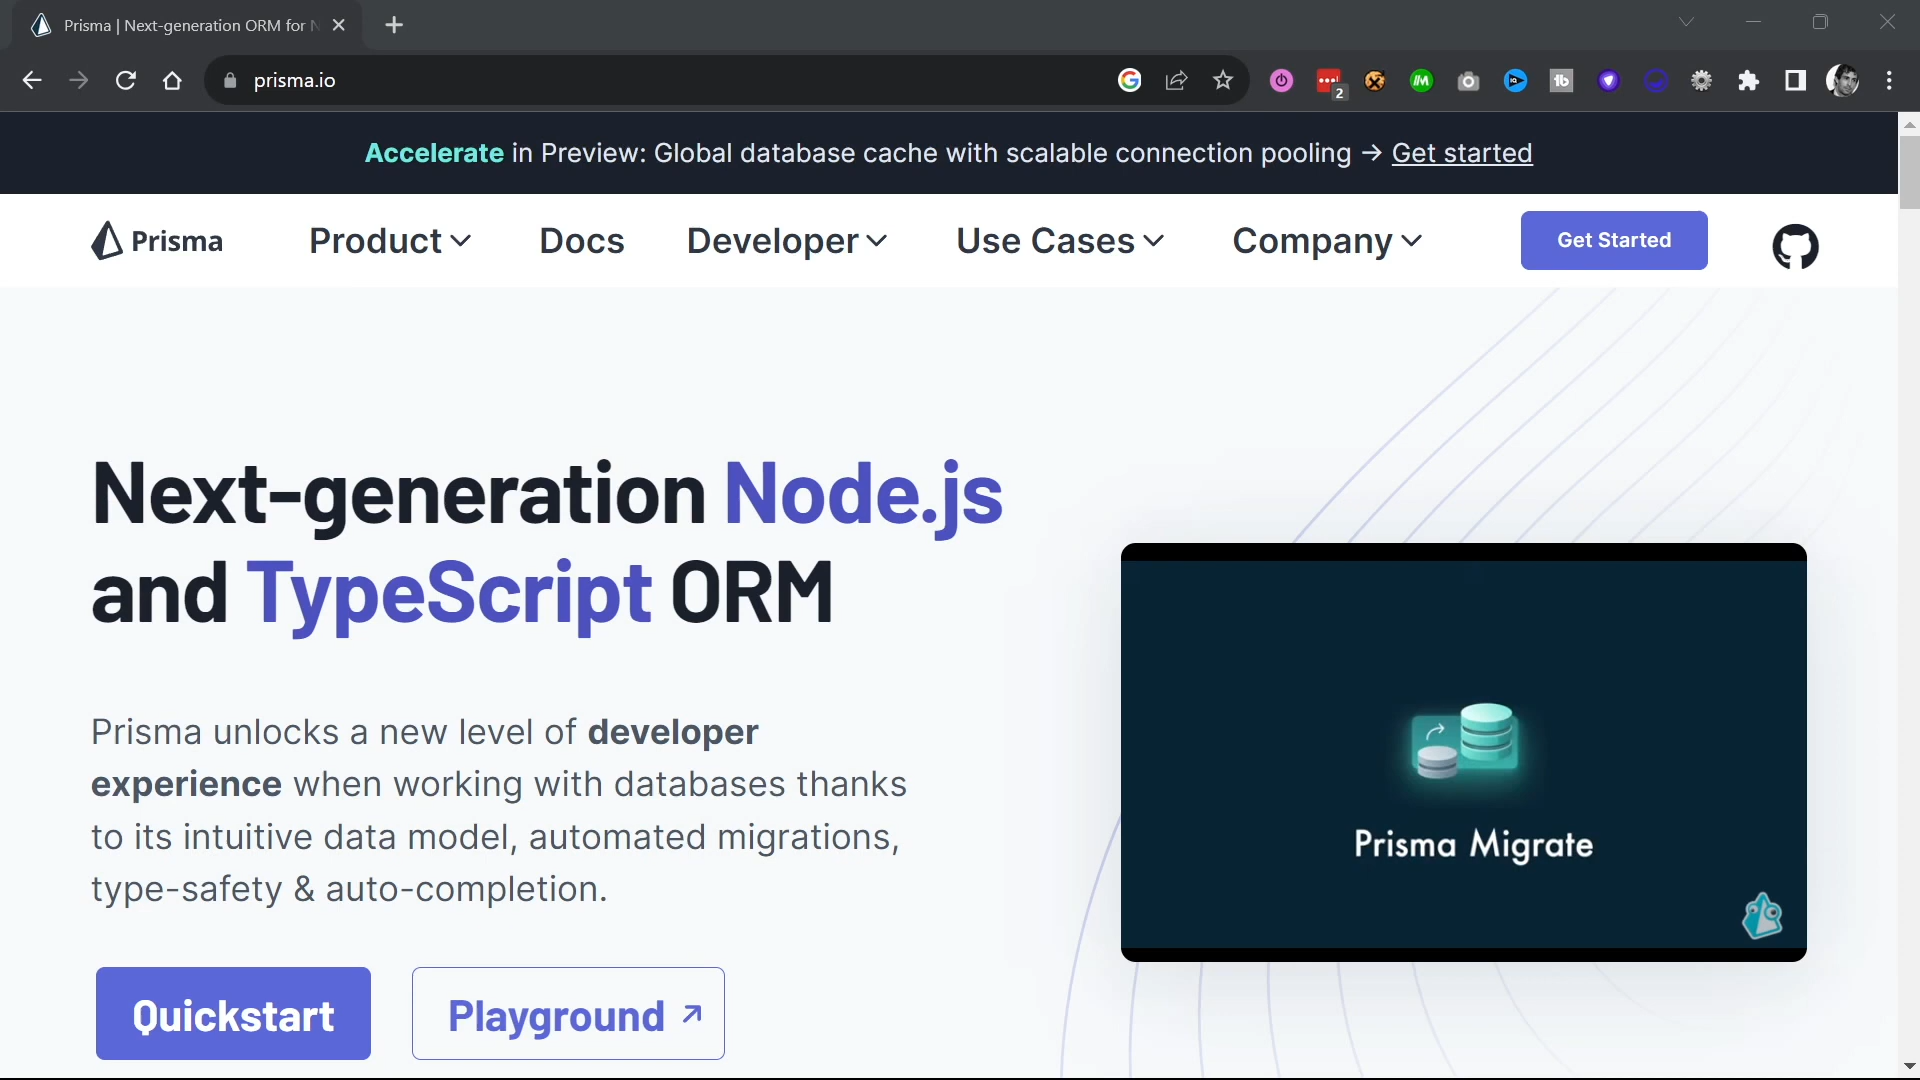 Prisma | Next-generation ORM for N
prisma.io
2
Accelerate in Preview: Global database cache with scalable connection pooling → Get started
Prisma
Product
Docs
Developer
Use Cases
Company
Get Started
Next-generation Node.js
and TypeScript ORM
Prisma unlocks a new level of developer
experience when working with databases thanks
to its intuitive data model, automated migrations,
type-safety & auto-completion.
Prisma Migrate
Quickstart
Playground ↗